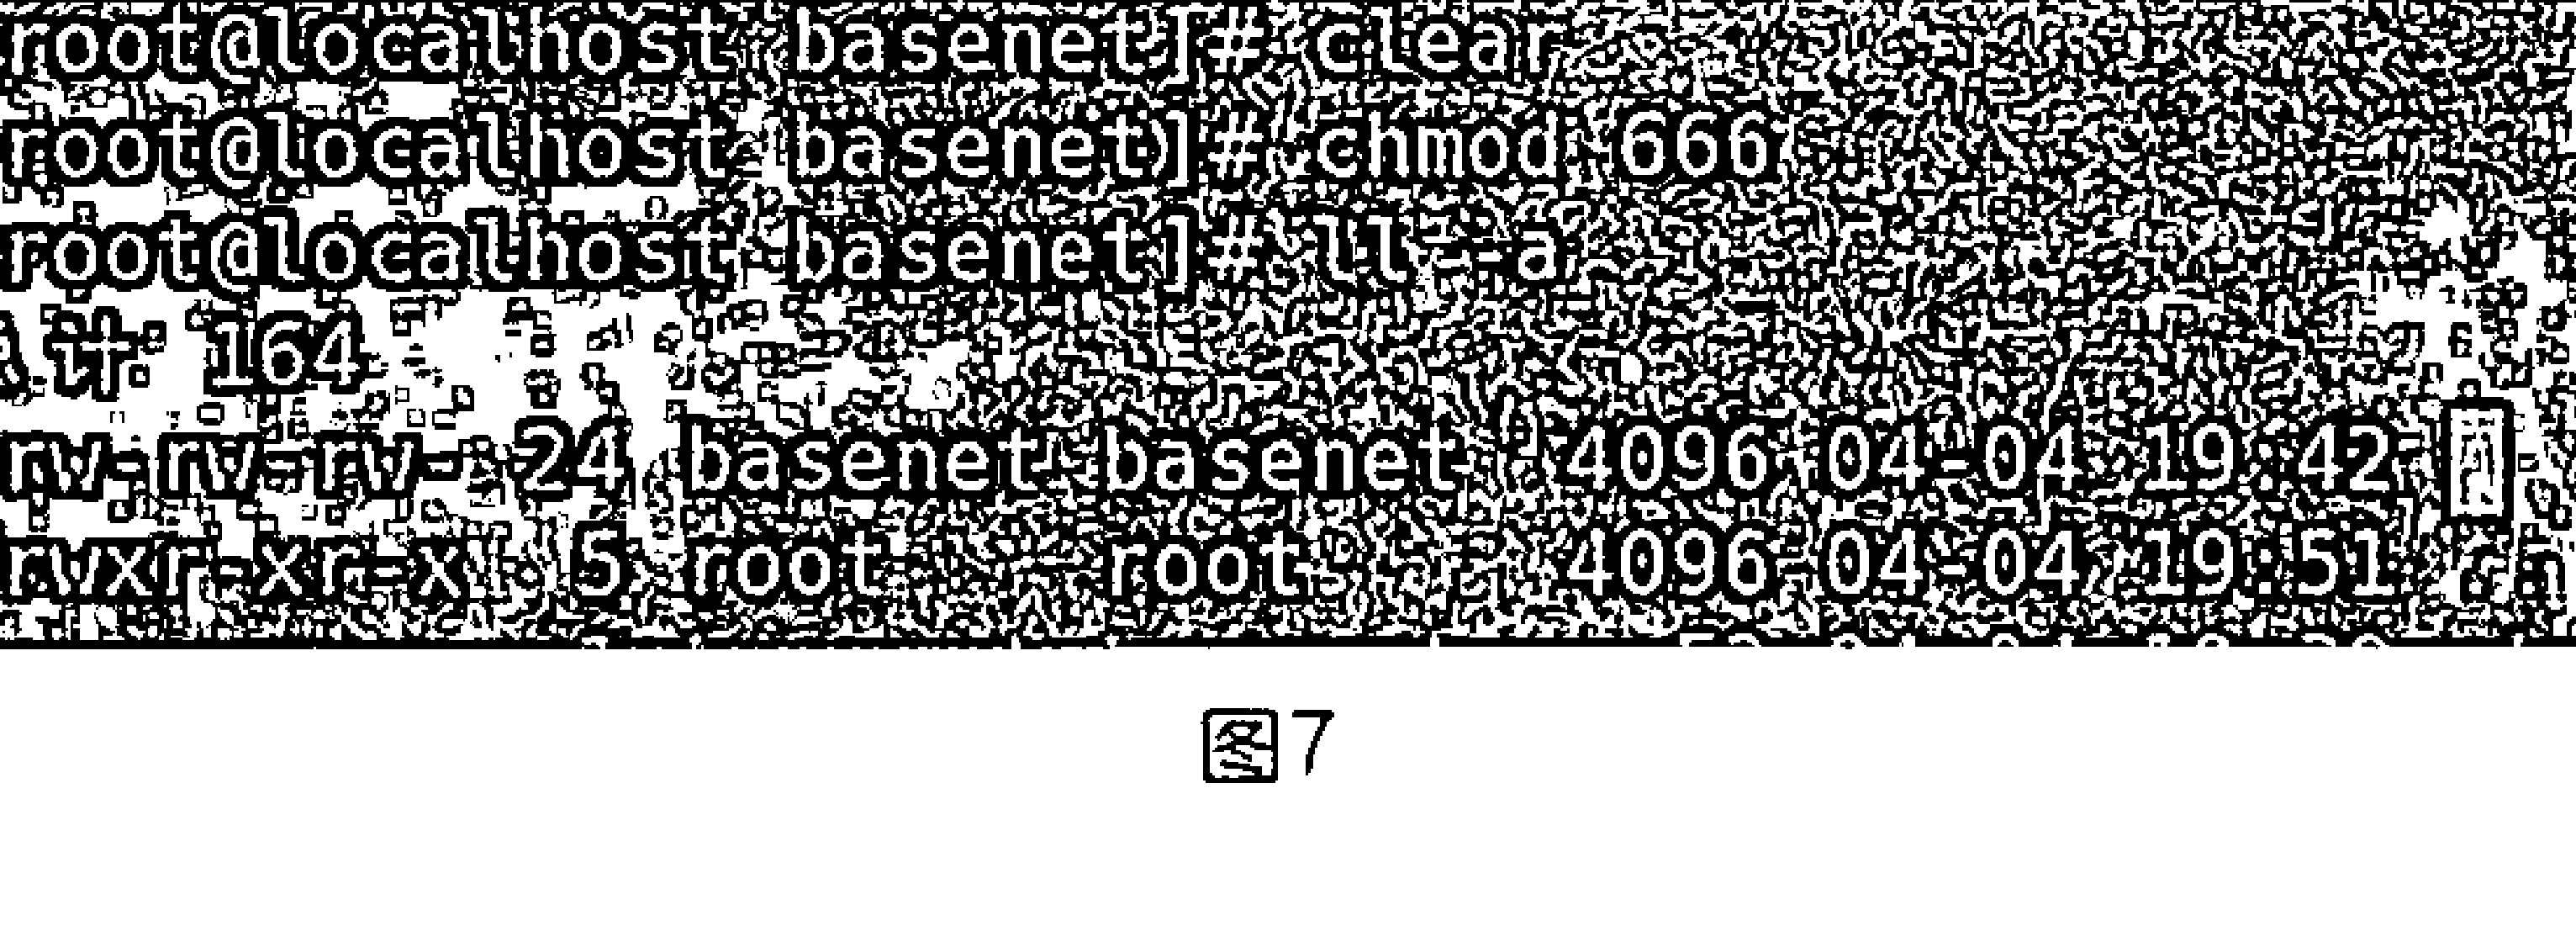 root@localhost basenet]# clear
root@localhost basenet]# chmod 666
root@localhost basenet]# ll -a
计 164
rw-rw-rw- 24 basenet basenet 4096 04-04 19:42 .
rwxr-xr-x 5 root root 4096 04-04 19:51 ..
图7